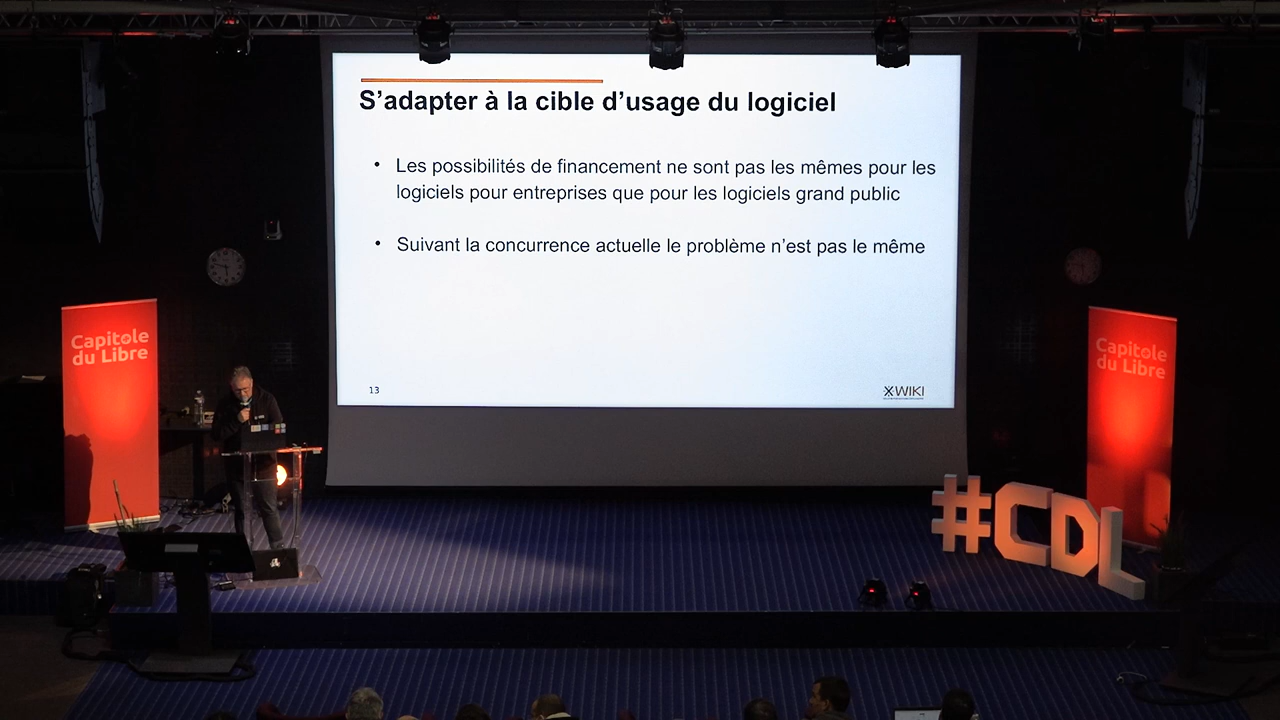 S'adapter à la cible d'usage du logiciel
• Les possibilités de financement ne sont pas les mêmes pour les
logiciels pour entreprises que pour les logiciels grand public
• Suivant la concurrence actuelle le problème n'est pas le même
13
XWIKI
Capitole
du Libre
Capitole
du Libre
#CDL